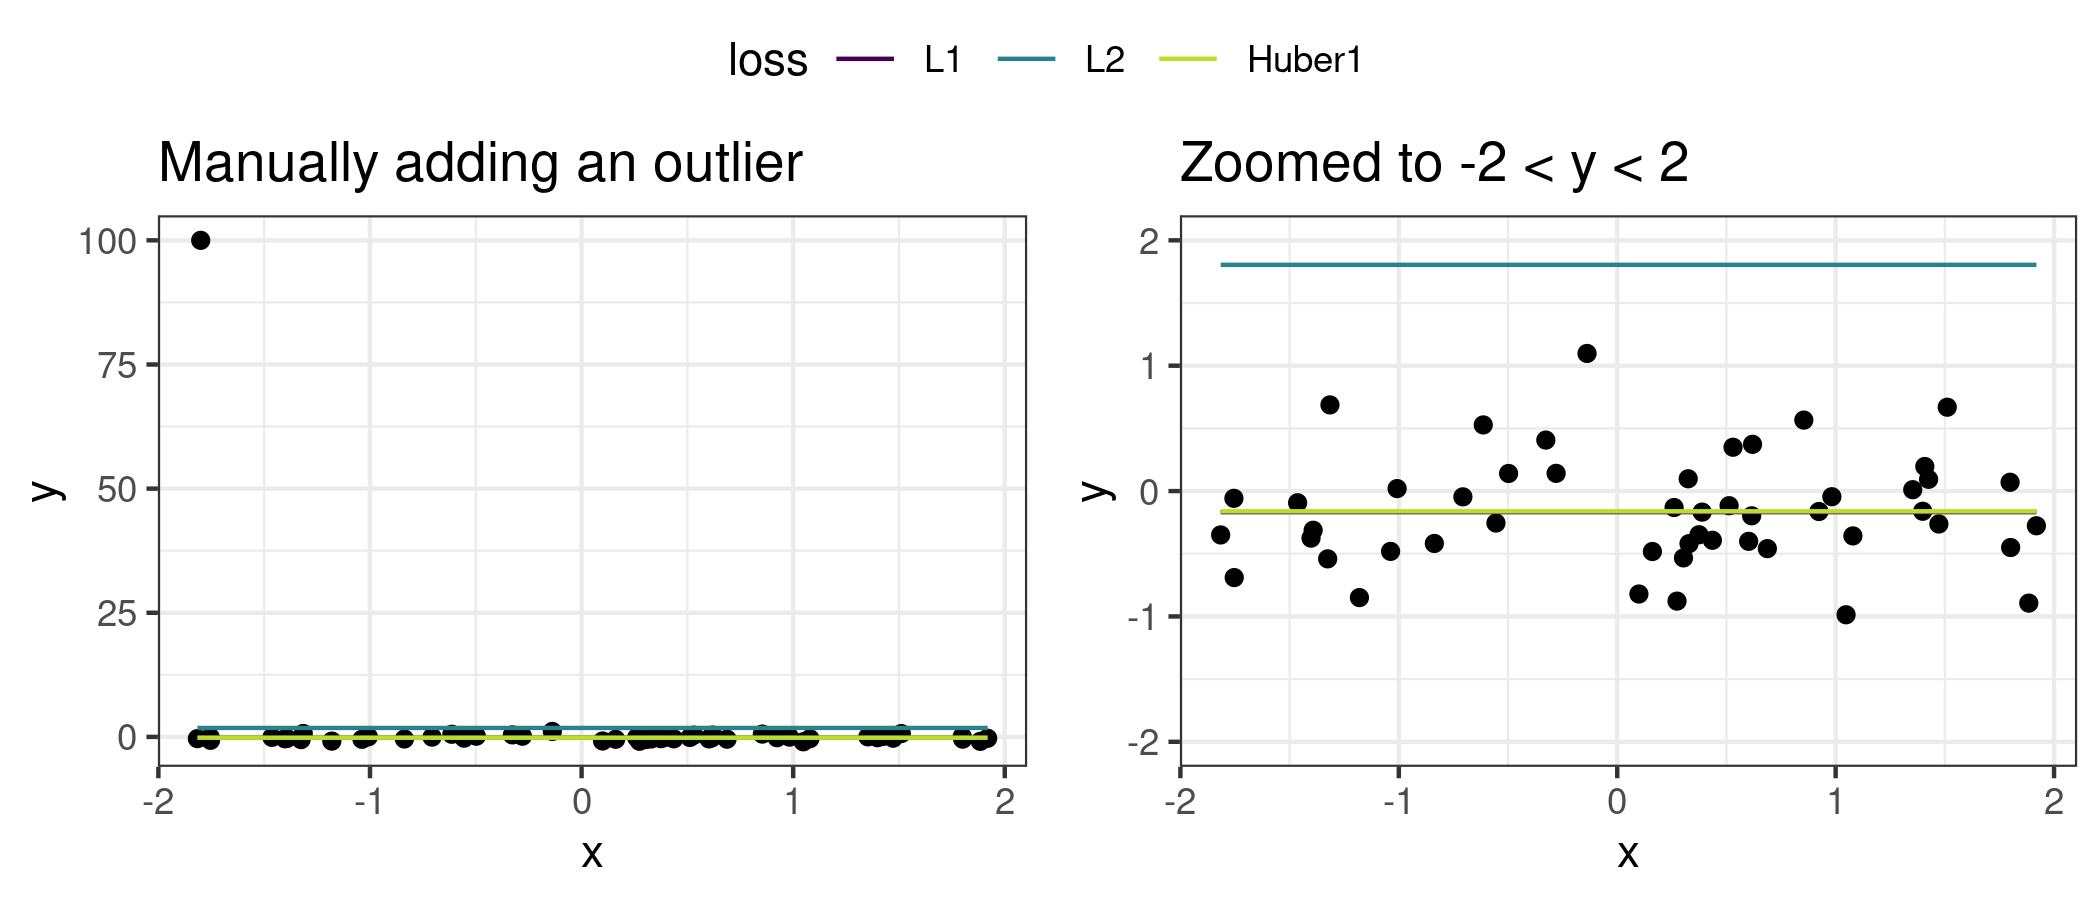 loss L1 L2 Huber1
Manually adding an outlier
100
75
50
25
0
y
-2 -1 0 1 2
x
Zoomed to -2 < y < 2
2
1
0
-1
-2
y
-2 -1 0 1 2
x